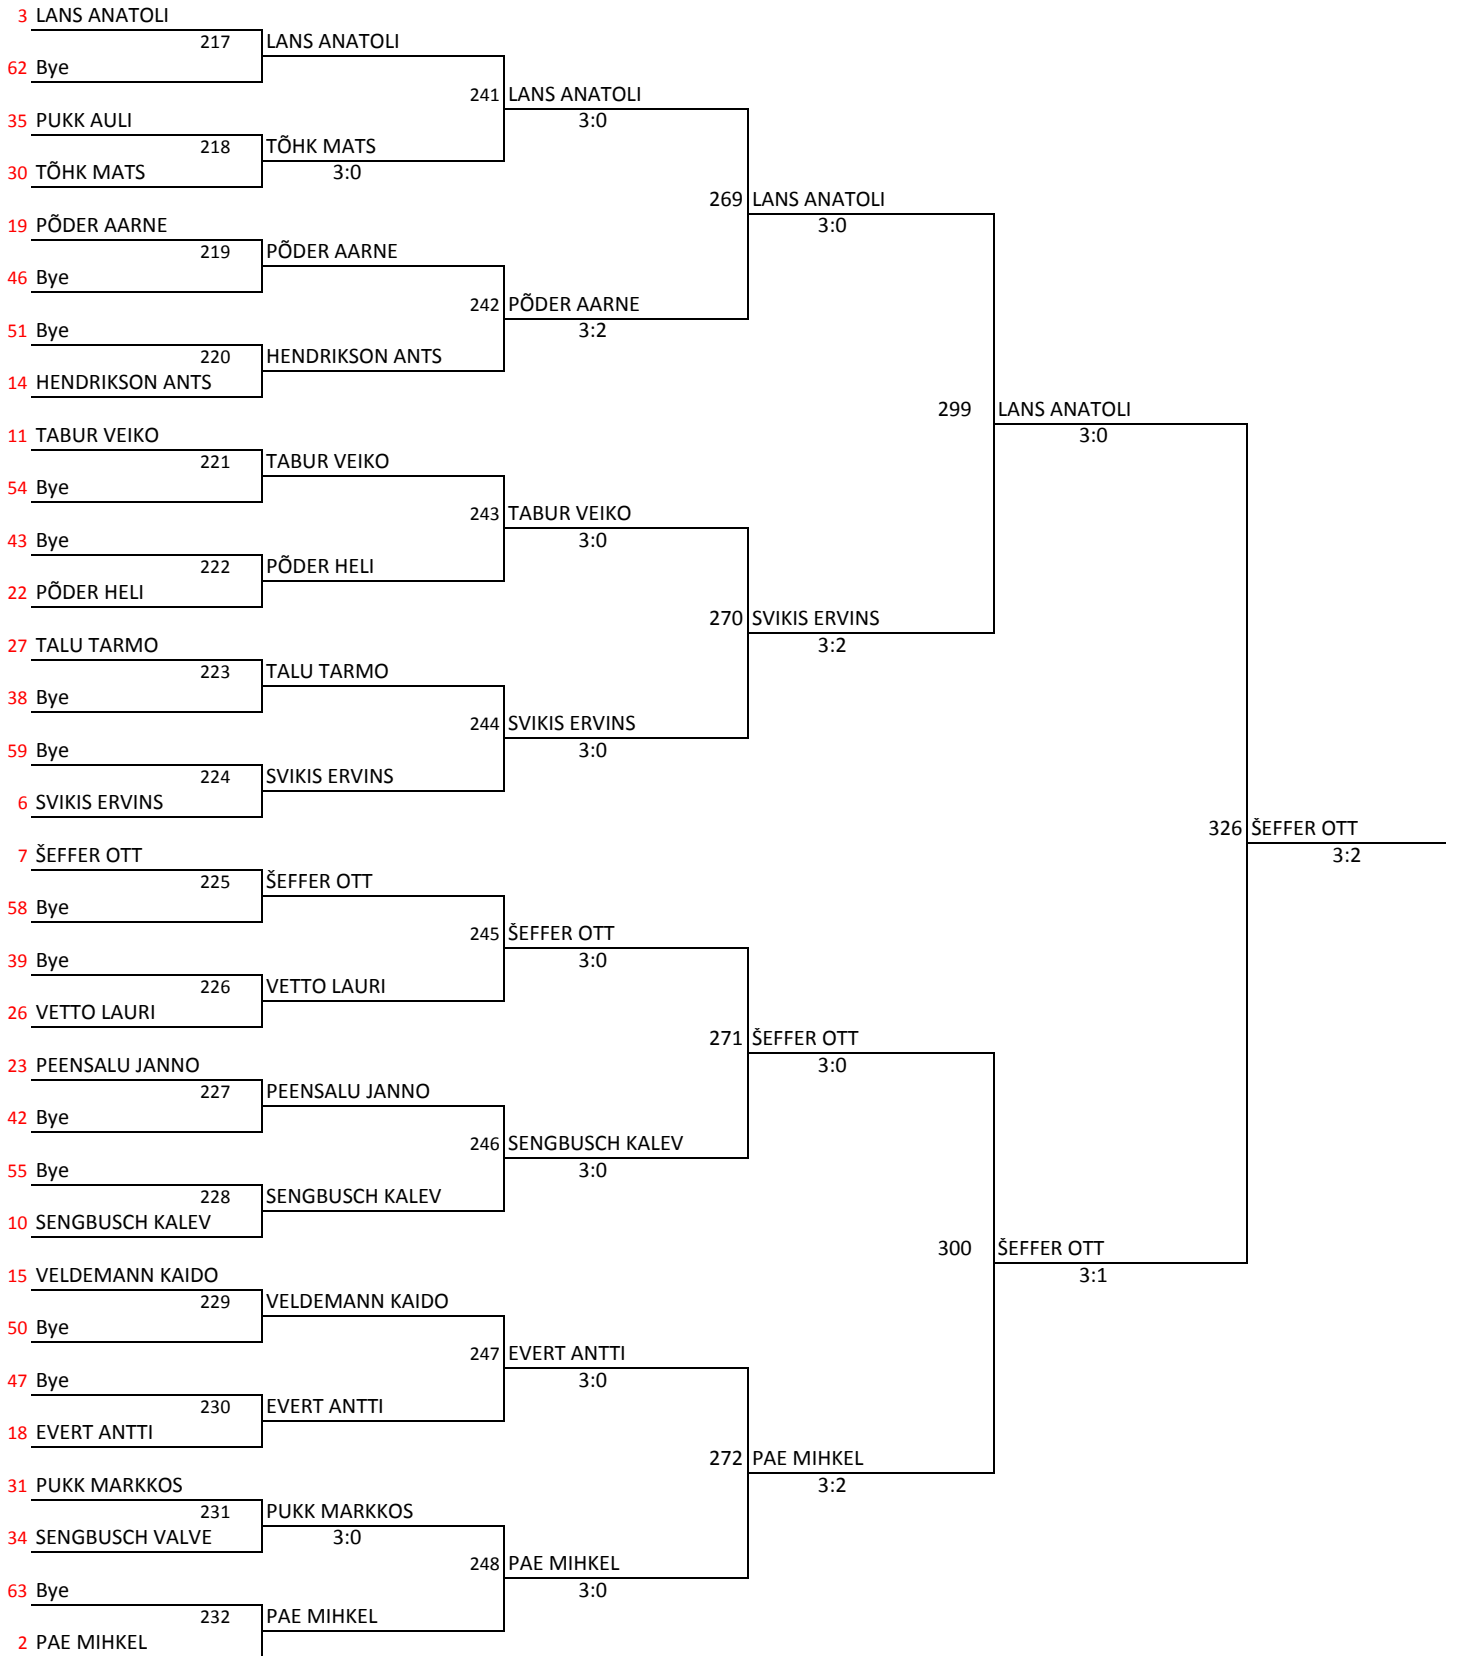 3 LANS ANATOLI
217 LANS ANATOLI
62 Bye
241 LANS ANATOLI
35 PUKK AULI 3:0
218 TÕHK MATS
30 TÕHK MATS 3:0
269 LANS ANATOLI
19 PÕDER AARNE 3:0
219 PÕDER AARNE
46 Bye
242 PÕDER AARNE
51 Bye 3:2
220 HENDRIKSON ANTS
14 HENDRIKSON ANTS
299 LANS ANATOLI
11 TABUR VEIKO 3:0
221 TABUR VEIKO
54 Bye
243 TABUR VEIKO
43 Bye 3:0
222 PÕDER HELI
22 PÕDER HELI
270 SVIKIS ERVINS
27 TALU TARMO 3:2
223 TALU TARMO
38 Bye
244 SVIKIS ERVINS
59 Bye 3:0
224 SVIKIS ERVINS
6 SVIKIS ERVINS
326 ŠEFFER OTT
7 ŠEFFER OTT 3:2
225 ŠEFFER OTT
58 Bye
245 ŠEFFER OTT
39 Bye 3:0
226 VETTO LAURI
26 VETTO LAURI
271 ŠEFFER OTT
23 PEENSALU JANNO 3:0
227 PEENSALU JANNO
42 Bye
246 SENGBUSCH KALEV
55 Bye 3:0
228 SENGBUSCH KALEV
10 SENGBUSCH KALEV
300 ŠEFFER OTT
15 VELDEMANN KAIDO 3:1
229 VELDEMANN KAIDO
50 Bye
247 EVERT ANTTI
47 Bye 3:0
230 EVERT ANTTI
18 EVERT ANTTI
272 PAE MIHKEL
31 PUKK MARKKOS 3:2
231 PUKK MARKKOS
34 SENGBUSCH VALVE 3:0
248 PAE MIHKEL
63 Bye 3:0
232 PAE MIHKEL
2 PAE MIHKEL